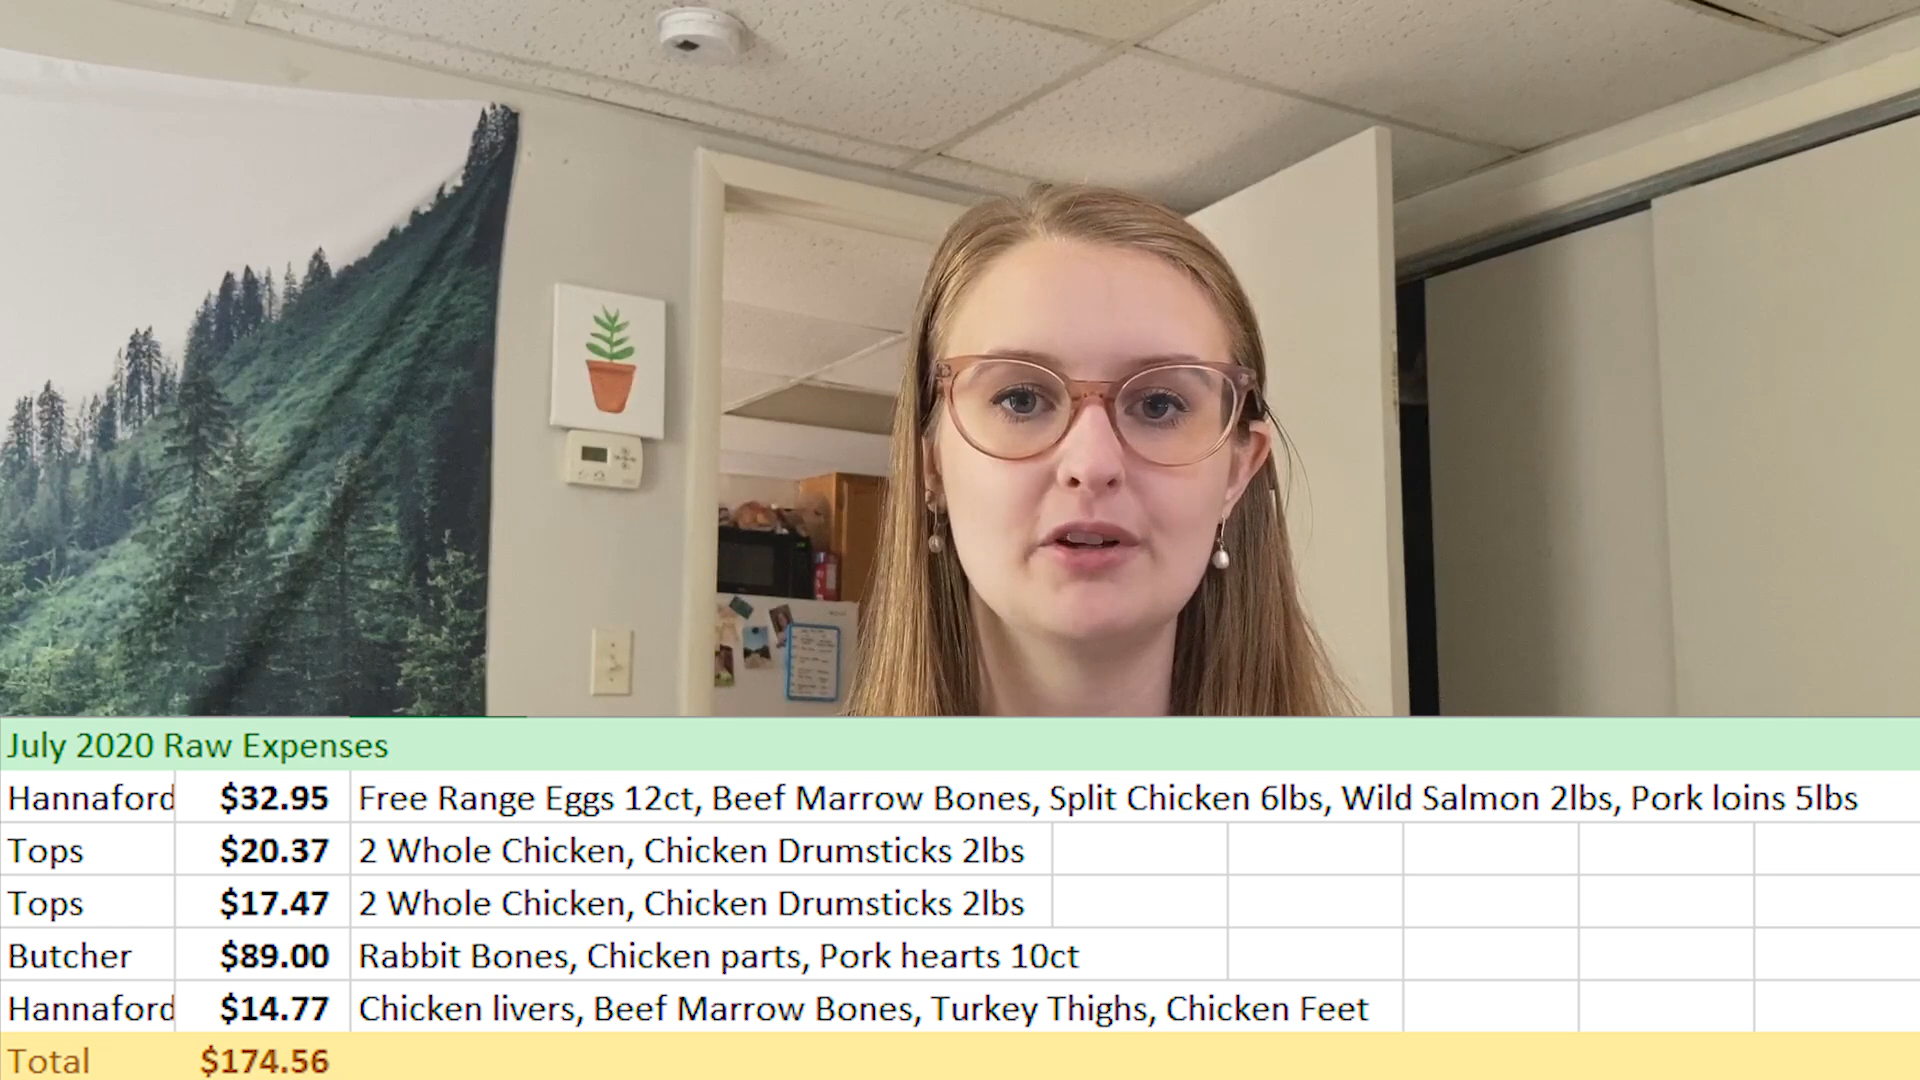 July 2020 Raw Expenses
Hannaford $32.95 Free Range Eggs 12ct, Beef Marrow Bones, Split Chicken 6lbs, Wild Salmon 2lbs, Pork loins 5lbs
Tops $20.37 2 Whole Chicken, Chicken Drumsticks 2lbs
Tops $17.47 2 Whole Chicken, Chicken Drumsticks 2lbs
Butcher $89.00 Rabbit Bones, Chicken parts, Pork hearts 10ct
Hannaford $14.77 Chicken livers, Beef Marrow Bones, Turkey Thighs, Chicken Feet
Total $174.56